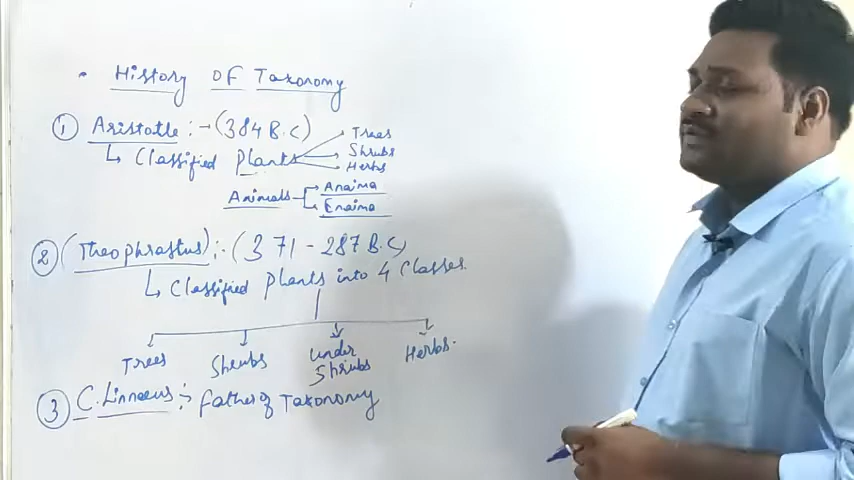 • History OF Taxonomy
① Aristotle :→ (384 B.C)
↳ Classified Plants
Trees
Shrubs
Herbs
Animals
Anaima
Enaima
② (Theophrastus) :- (371 - 287 B.C)
↳ Classified Plants into 4 Classes.
Trees
Shrubs
Under Shrubs
Herbs.
③ C. Linnaeus :→ Father of Taxonomy